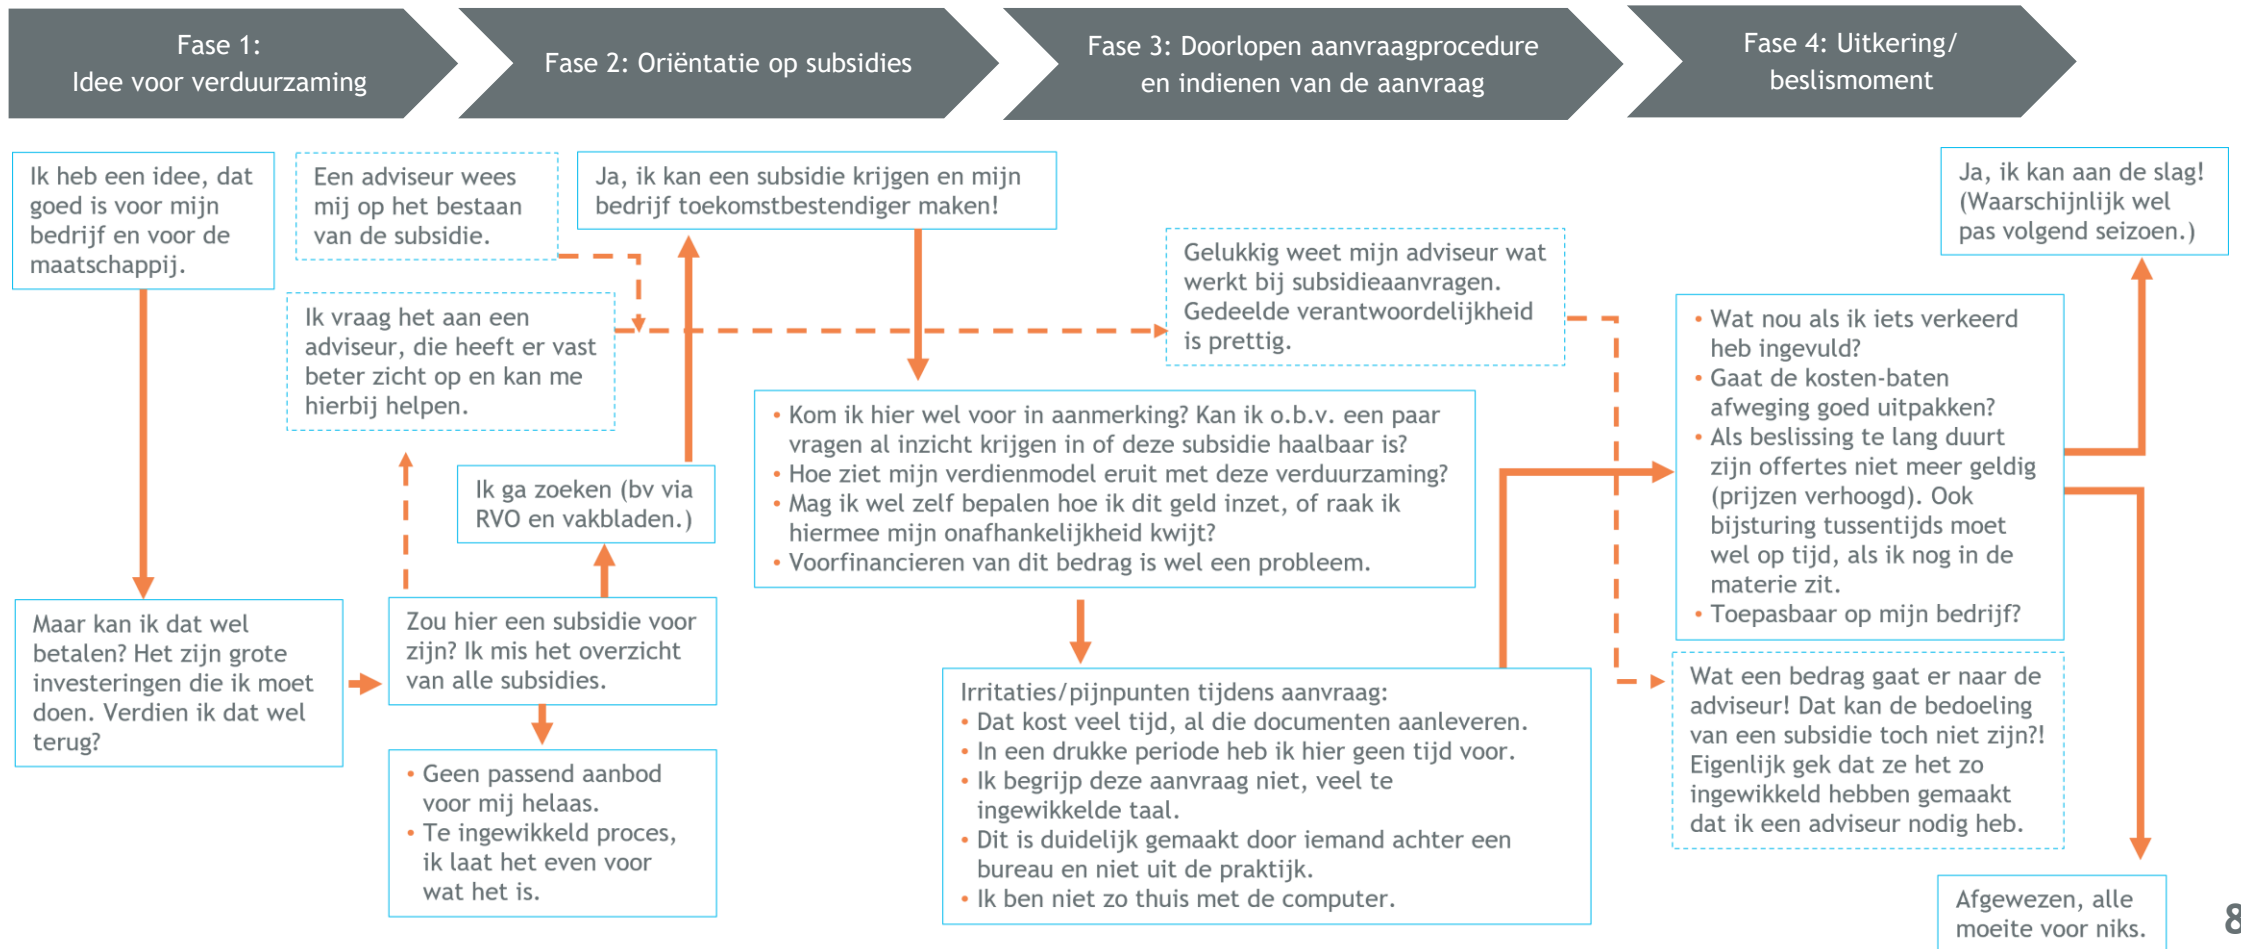 Fase 1:
Idee voor verduurzaming
Fase 2: Oriëntatie op subsidies
Fase 3: Doorlopen aanvraagprocedure
en indienen van de aanvraag
Fase 4: Uitkering/
beslismoment
Ik heb een idee, dat
goed is voor mijn
bedrijf en voor de
maatschappij.
Een adviseur wees
mij op het bestaan
van de subsidie.
Ja, ik kan een subsidie krijgen en mijn
bedrijf toekomstbestendiger maken!
Ja, ik kan aan de slag!
(Waarschijnlijk wel
pas volgend seizoen.)
Ik vraag het aan een
adviseur, die heeft er vast
beter zicht op en kan me
hierbij helpen.
Gelukkig weet mijn adviseur wat
werkt bij subsidieaanvragen.
Gedeelde verantwoordelijkheid
is prettig.
• Wat nou als ik iets verkeerd
heb ingevuld?
• Gaat de kosten-baten
afweging goed uitpakken?
• Als beslissing te lang duurt
zijn offertes niet meer geldig
(prijzen verhoogd). Ook
bijsturing tussentijds moet
wel op tijd, als ik nog in de
materie zit.
• Toepasbaar op mijn bedrijf?
• Kom ik hier wel voor in aanmerking? Kan ik o.b.v. een paar
vragen al inzicht krijgen in of deze subsidie haalbaar is?
• Hoe ziet mijn verdienmodel eruit met deze verduurzaming?
• Mag ik wel zelf bepalen hoe ik dit geld inzet, of raak ik
hiermee mijn onafhankelijkheid kwijt?
• Voorfinancieren van dit bedrag is wel een probleem.
Ik ga zoeken (bv via
RVO en vakbladen.)
Maar kan ik dat wel
betalen? Het zijn grote
investeringen die ik moet
doen. Verdien ik dat wel
terug?
Zou hier een subsidie voor
zijn? Ik mis het overzicht
van alle subsidies.
• Geen passend aanbod
voor mij helaas.
• Te ingewikkeld proces,
ik laat het even voor
wat het is.
Irritaties/pijnpunten tijdens aanvraag:
• Dat kost veel tijd, al die documenten aanleveren.
• In een drukke periode heb ik hier geen tijd voor.
• Ik begrijp deze aanvraag niet, veel te
ingewikkelde taal.
• Dit is duidelijk gemaakt door iemand achter een
bureau en niet uit de praktijk.
• Ik ben niet zo thuis met de computer.
Wat een bedrag gaat er naar de
adviseur! Dat kan de bedoeling
van een subsidie toch niet zijn?!
Eigenlijk gek dat ze het zo
ingewikkeld hebben gemaakt
dat ik een adviseur nodig heb.
Afgewezen, alle
moeite voor niks.
8